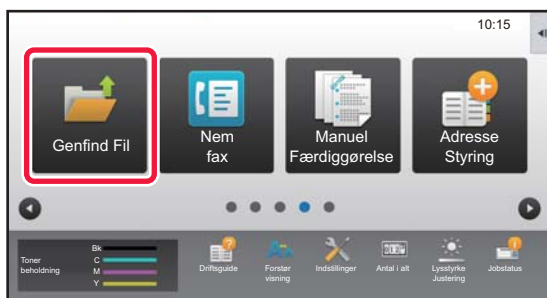 10:15
Genfind Fil
Nem
fax
Manuel
Færdiggørelse
Adresse
Styring
Toner
beholdning
Bk
C
M
Y
Driftsguide
Forstør
visning
Indstillinger
Antal i alt
Lysstyrke
Justering
Jobstatus